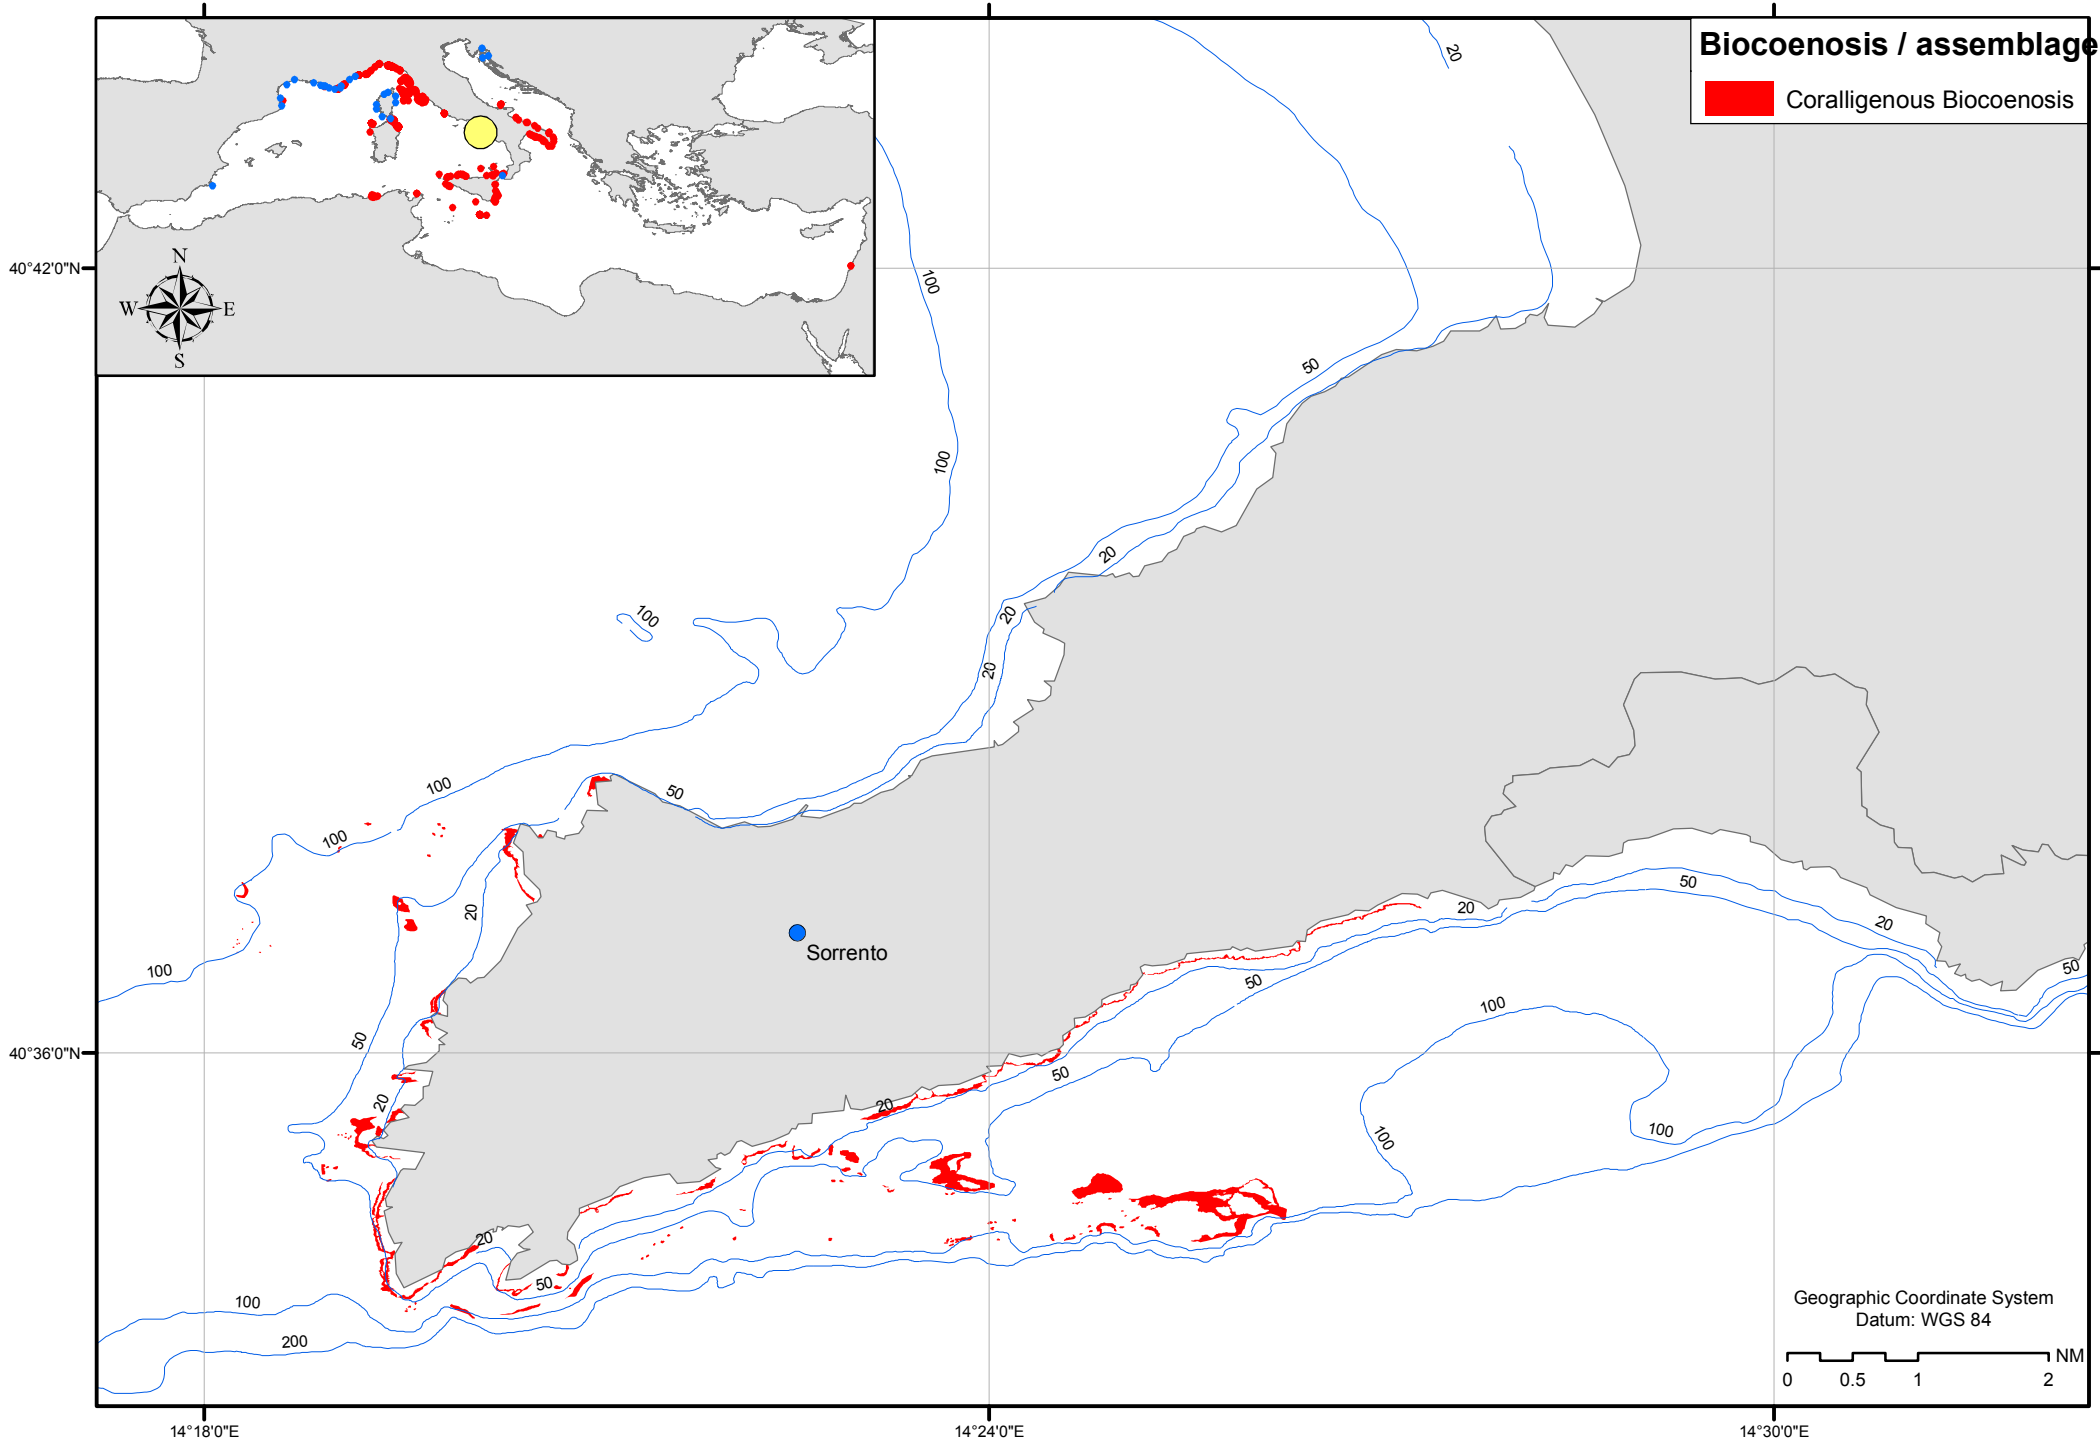 Biocoenosis / assemblage
Coralligenous Biocoenosis
20
N
W
E
S
40°42'0"N
100
50
100
20
100
20
20
100
50
100
20
50
20
20
50
100
50
100
Sorrento
50
40°36'0"N
50
20
20
100
100
20
50
100
200
Geographic Coordinate System
Datum: WGS 84
NM
0
0.5
1
2
14°18'0"E
14°24'0"E
14°30'0"E